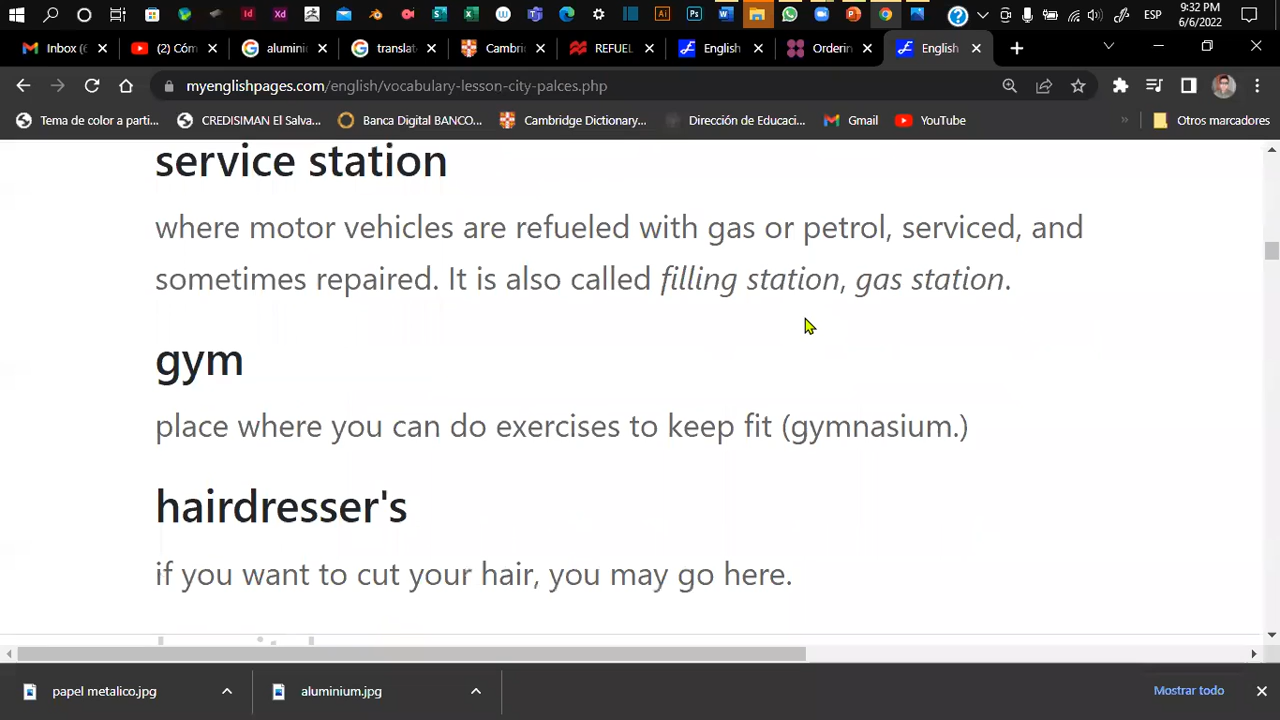 9:32 PM
ESP
6/6/2022
Inbox (6
(2) Cóm
aluminiu
translat
Cambri
REFUEL
English
Orderin
English
myenglishpages.com/english/vocabulary-lesson-city-palces.php
Tema de color a parti...
CREDISIMAN El Salva...
Banca Digital BANCO...
Cambridge Dictionary...
Dirección de Educaci...
Gmail
YouTube
»
Otros marcadores
service station
where motor vehicles are refueled with gas or petrol, serviced, and
sometimes repaired. It is also called filling station, gas station.
gym
place where you can do exercises to keep fit (gymnasium.)
hairdresser's
if you want to cut your hair, you may go here.
papel metalico.jpg
aluminium.jpg
Mostrar todo